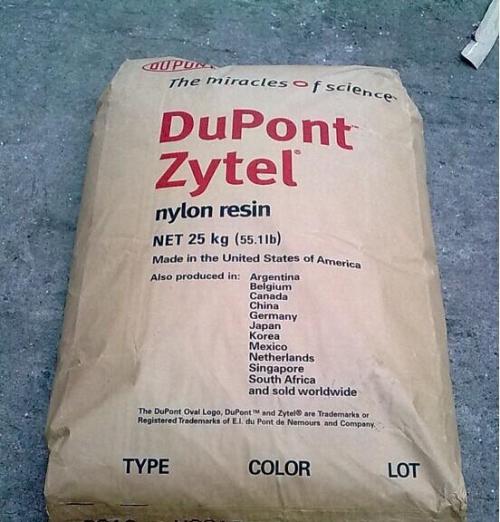 DUPONT
The miracles of science™
DuPont™
Zytel®
nylon resin
NET 25 kg (55.1lb)
Made in the United States of America
Also produced in: Argentina
Belgium
Canada
China
Germany
Japan
Korea
Mexico
Netherlands
Singapore
South Africa
and sold worldwide
The DuPont Oval Logo, DuPont™ and Zytel® are Trademarks or
Registered Trademarks of E.I. du Pont de Nemours and Company.
TYPE COLOR LOT